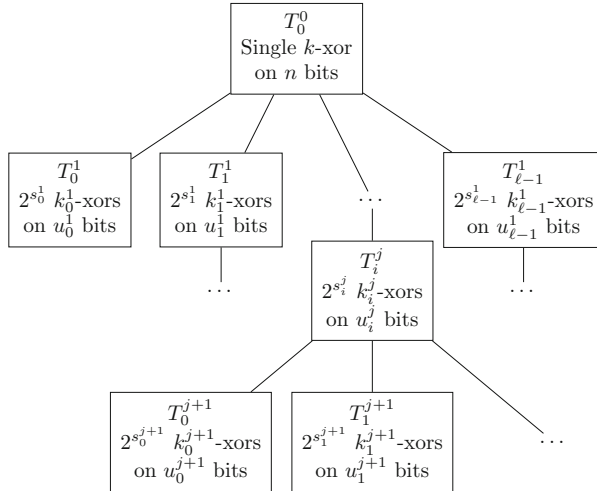 T_0^0
Single k-xor
on n bits
T_0^1
2^{s_0^1} k_0^1-xors
on u_0^1 bits
T_1^1
2^{s_1^1} k_1^1-xors
on u_1^1 bits
...
T_{ℓ−1}^1
2^{s_{ℓ−1}^1} k_{ℓ−1}^1-xors
on u_{ℓ−1}^1 bits
...
T_i^j
2^{s_i^j} k_i^j-xors
on u_i^j bits
...
T_0^{j+1}
2^{s_0^{j+1}} k_0^{j+1}-xors
on u_0^{j+1} bits
T_1^{j+1}
2^{s_1^{j+1}} k_1^{j+1}-xors
on u_1^{j+1} bits
...